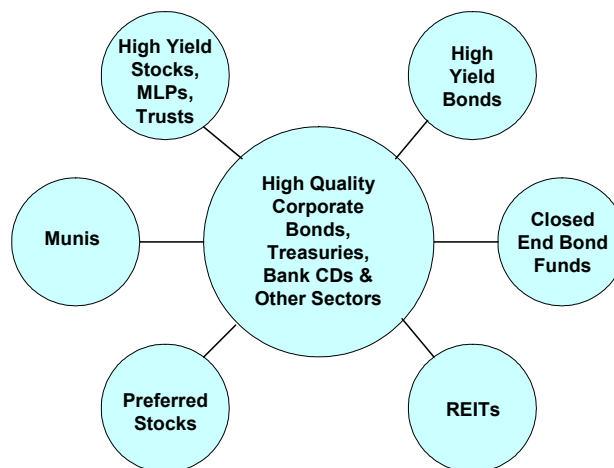 High Yield
Stocks,
MLPs,
Trusts
High
Yield
Bonds
High Quality
Corporate
Bonds,
Treasuries,
Bank CDs &
Other Sectors
Munis
Closed
End Bond
Funds
Preferred
Stocks
REITs